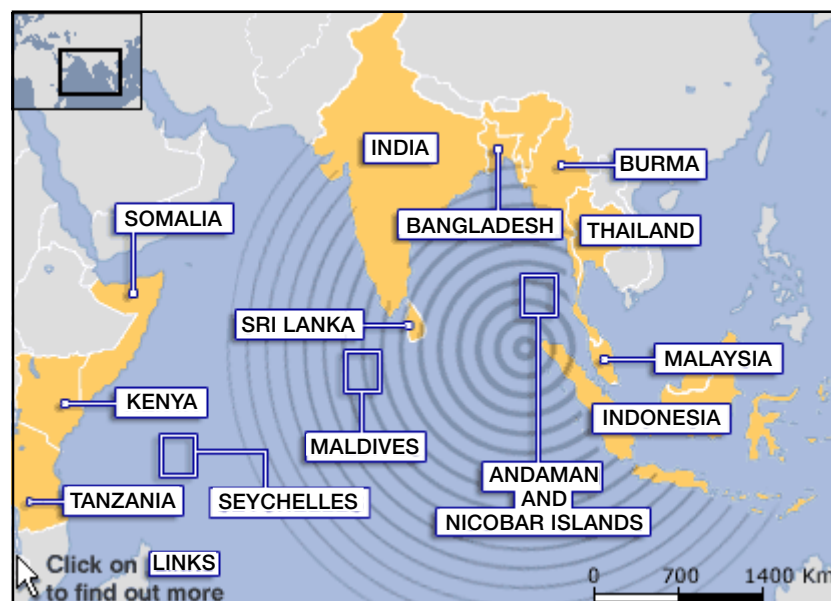 INDIA
BURMA
BANGLADESH
SOMALIA
THAILAND
SRI LANKA
MALAYSIA
KENYA
INDONESIA
MALDIVES
ANDAMAN
AND
NICOBAR ISLANDS
TANZANIA
SEYCHELLES
Click on LINKS
to find out more
0 700 1400 Km